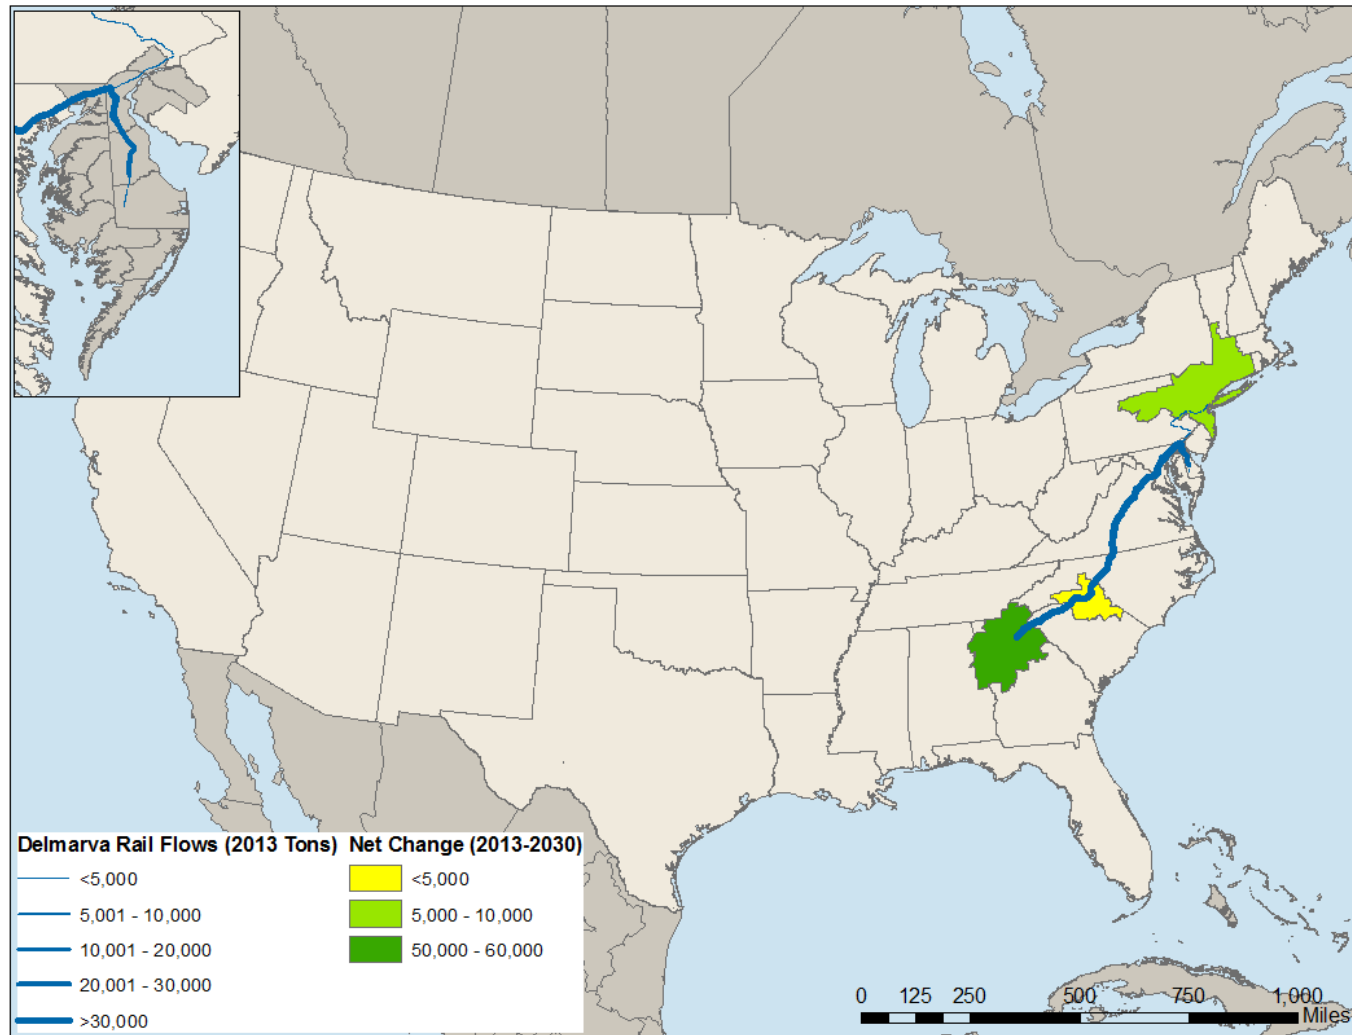 Delmarva Rail Flows (2013 Tons) Net Change (2013-2030)
<5,000 <5,000
5,001 - 10,000 5,000 - 10,000
10,001 - 20,000 50,000 - 60,000
20,001 - 30,000
>30,000
0 125 250 500 750 1,000
Miles